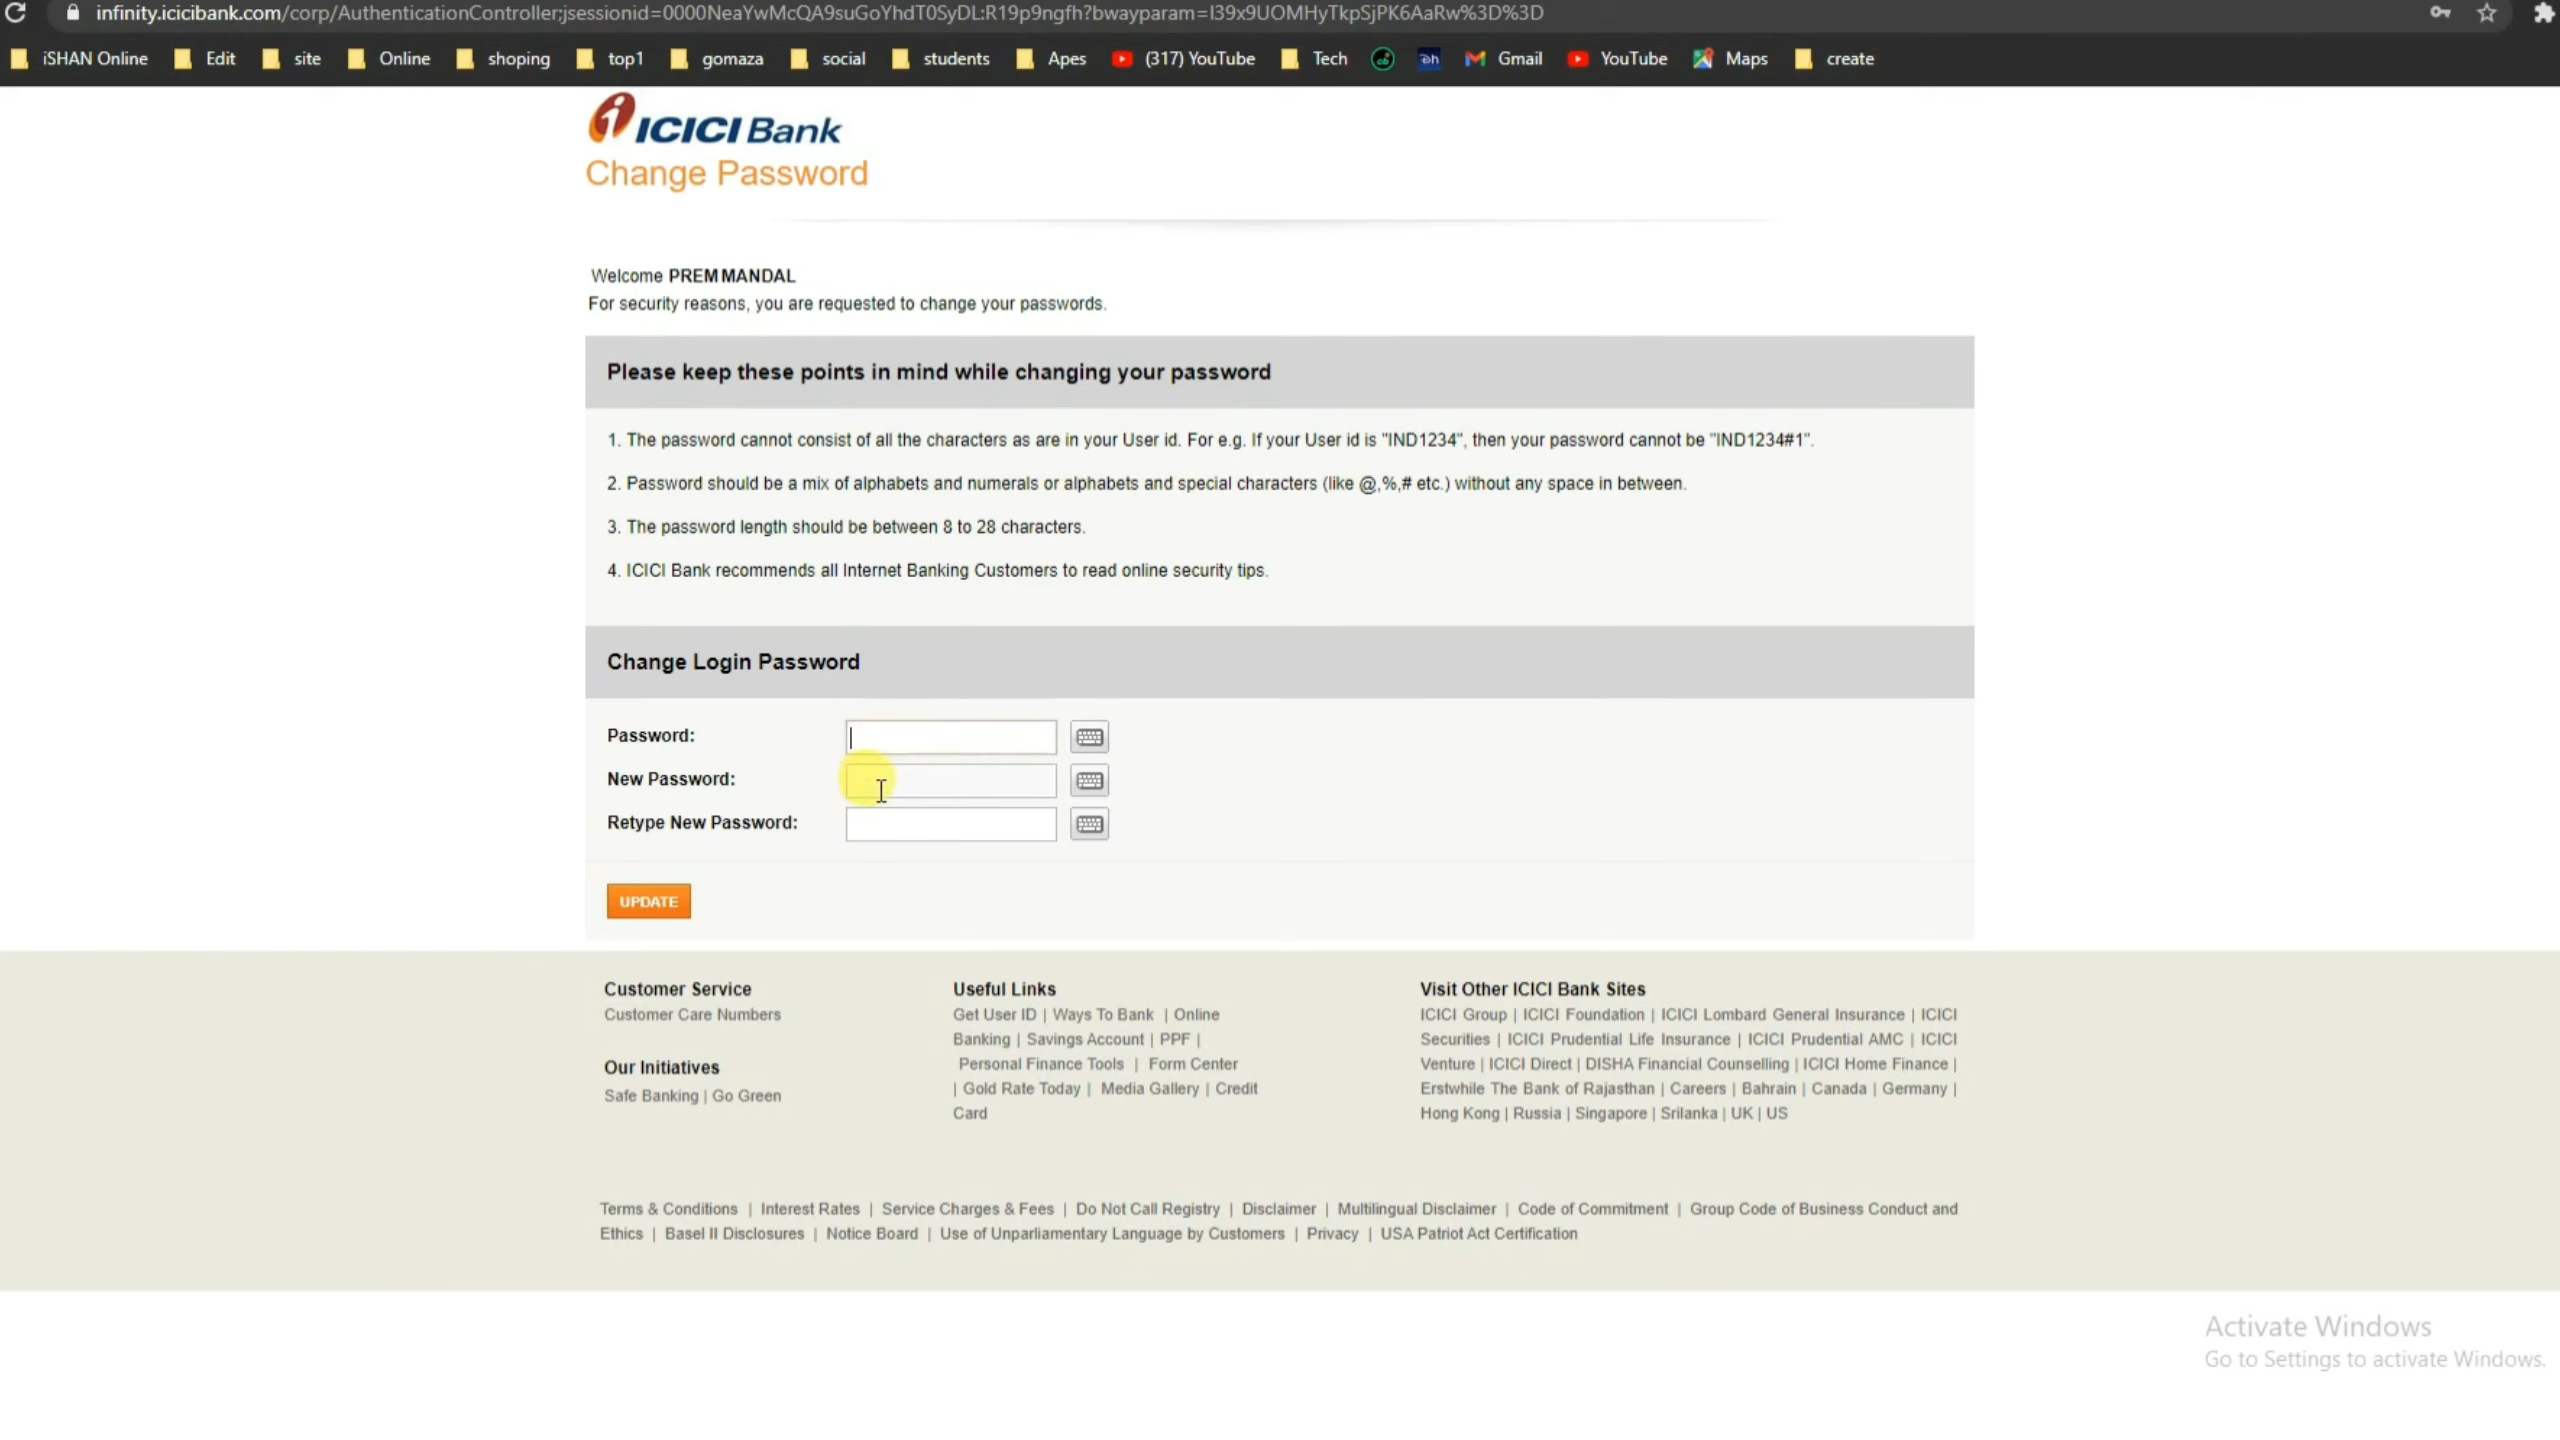 infinity.icicibank.com/corp/AuthenticationController;jsessionid=0000NeaYwMcQA9suGoYhdT0SyDL:R19p9ngfh?bwayparam=I39x9UOMHyTkpSjPK6AaRw%3D%3D
iSHAN Online Edit site Online shoping top1 gomaza social students Apes (317) YouTube Tech Gmail YouTube Maps create
ICICI Bank
Change Password
Welcome PREM MANDAL
For security reasons, you are requested to change your passwords.
Please keep these points in mind while changing your password
1. The password cannot consist of all the characters as are in your User id. For e.g. If your User id is "IND1234", then your password cannot be "IND1234#1".
2. Password should be a mix of alphabets and numerals or alphabets and special characters (like @,%,# etc.) without any space in between.
3. The password length should be between 8 to 28 characters.
4. ICICI Bank recommends all Internet Banking Customers to read online security tips.
Change Login Password
Password:
New Password:
Retype New Password:
UPDATE
Customer Service
Customer Care Numbers
Our Initiatives
Safe Banking | Go Green
Useful Links
Get User ID | Ways To Bank | Online
Banking | Savings Account | PPF |
Personal Finance Tools | Form Center
| Gold Rate Today | Media Gallery | Credit
Card
Visit Other ICICI Bank Sites
ICICI Group | ICICI Foundation | ICICI Lombard General Insurance | ICICI
Securities | ICICI Prudential Life Insurance | ICICI Prudential AMC | ICICI
Venture | ICICI Direct | DISHA Financial Counselling | ICICI Home Finance |
Erstwhile The Bank of Rajasthan | Careers | Bahrain | Canada | Germany |
Hong Kong | Russia | Singapore | Srilanka | UK | US
Terms & Conditions | Interest Rates | Service Charges & Fees | Do Not Call Registry | Disclaimer | Multilingual Disclaimer | Code of Commitment | Group Code of Business Conduct and
Ethics | Basel II Disclosures | Notice Board | Use of Unparliamentary Language by Customers | Privacy | USA Patriot Act Certification
Activate Windows
Go to Settings to activate Windows.